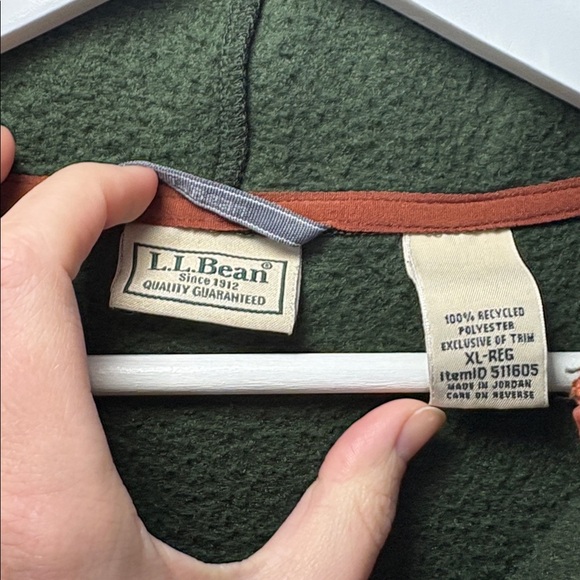 L.L.Bean®
Since 1912
QUALITY GUARANTEED
100% RECYCLED
POLYESTER
EXCLUSIVE OF TRIM
XL-REG
ItemID 511605
MADE IN JORDAN
CARE ON REVERSE